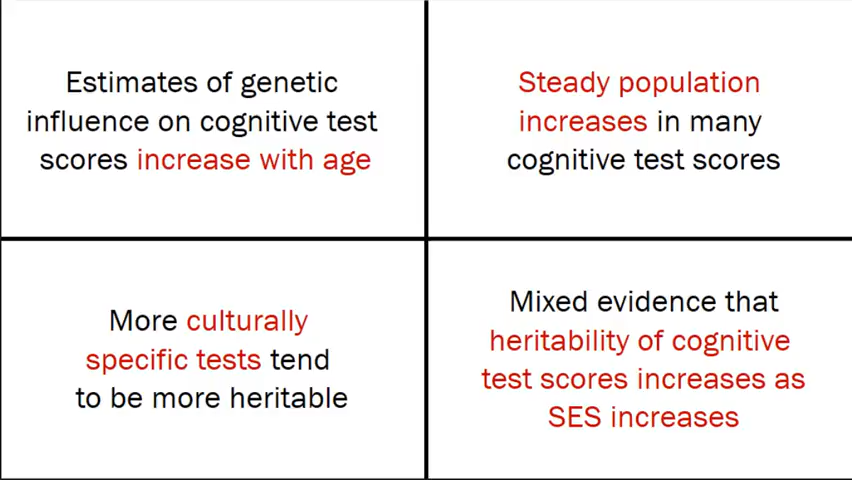 Estimates of genetic
influence on cognitive test
scores increase with age
Steady population
increases in many
cognitive test scores
More culturally
specific tests tend
to be more heritable
Mixed evidence that
heritability of cognitive
test scores increases as
SES increases